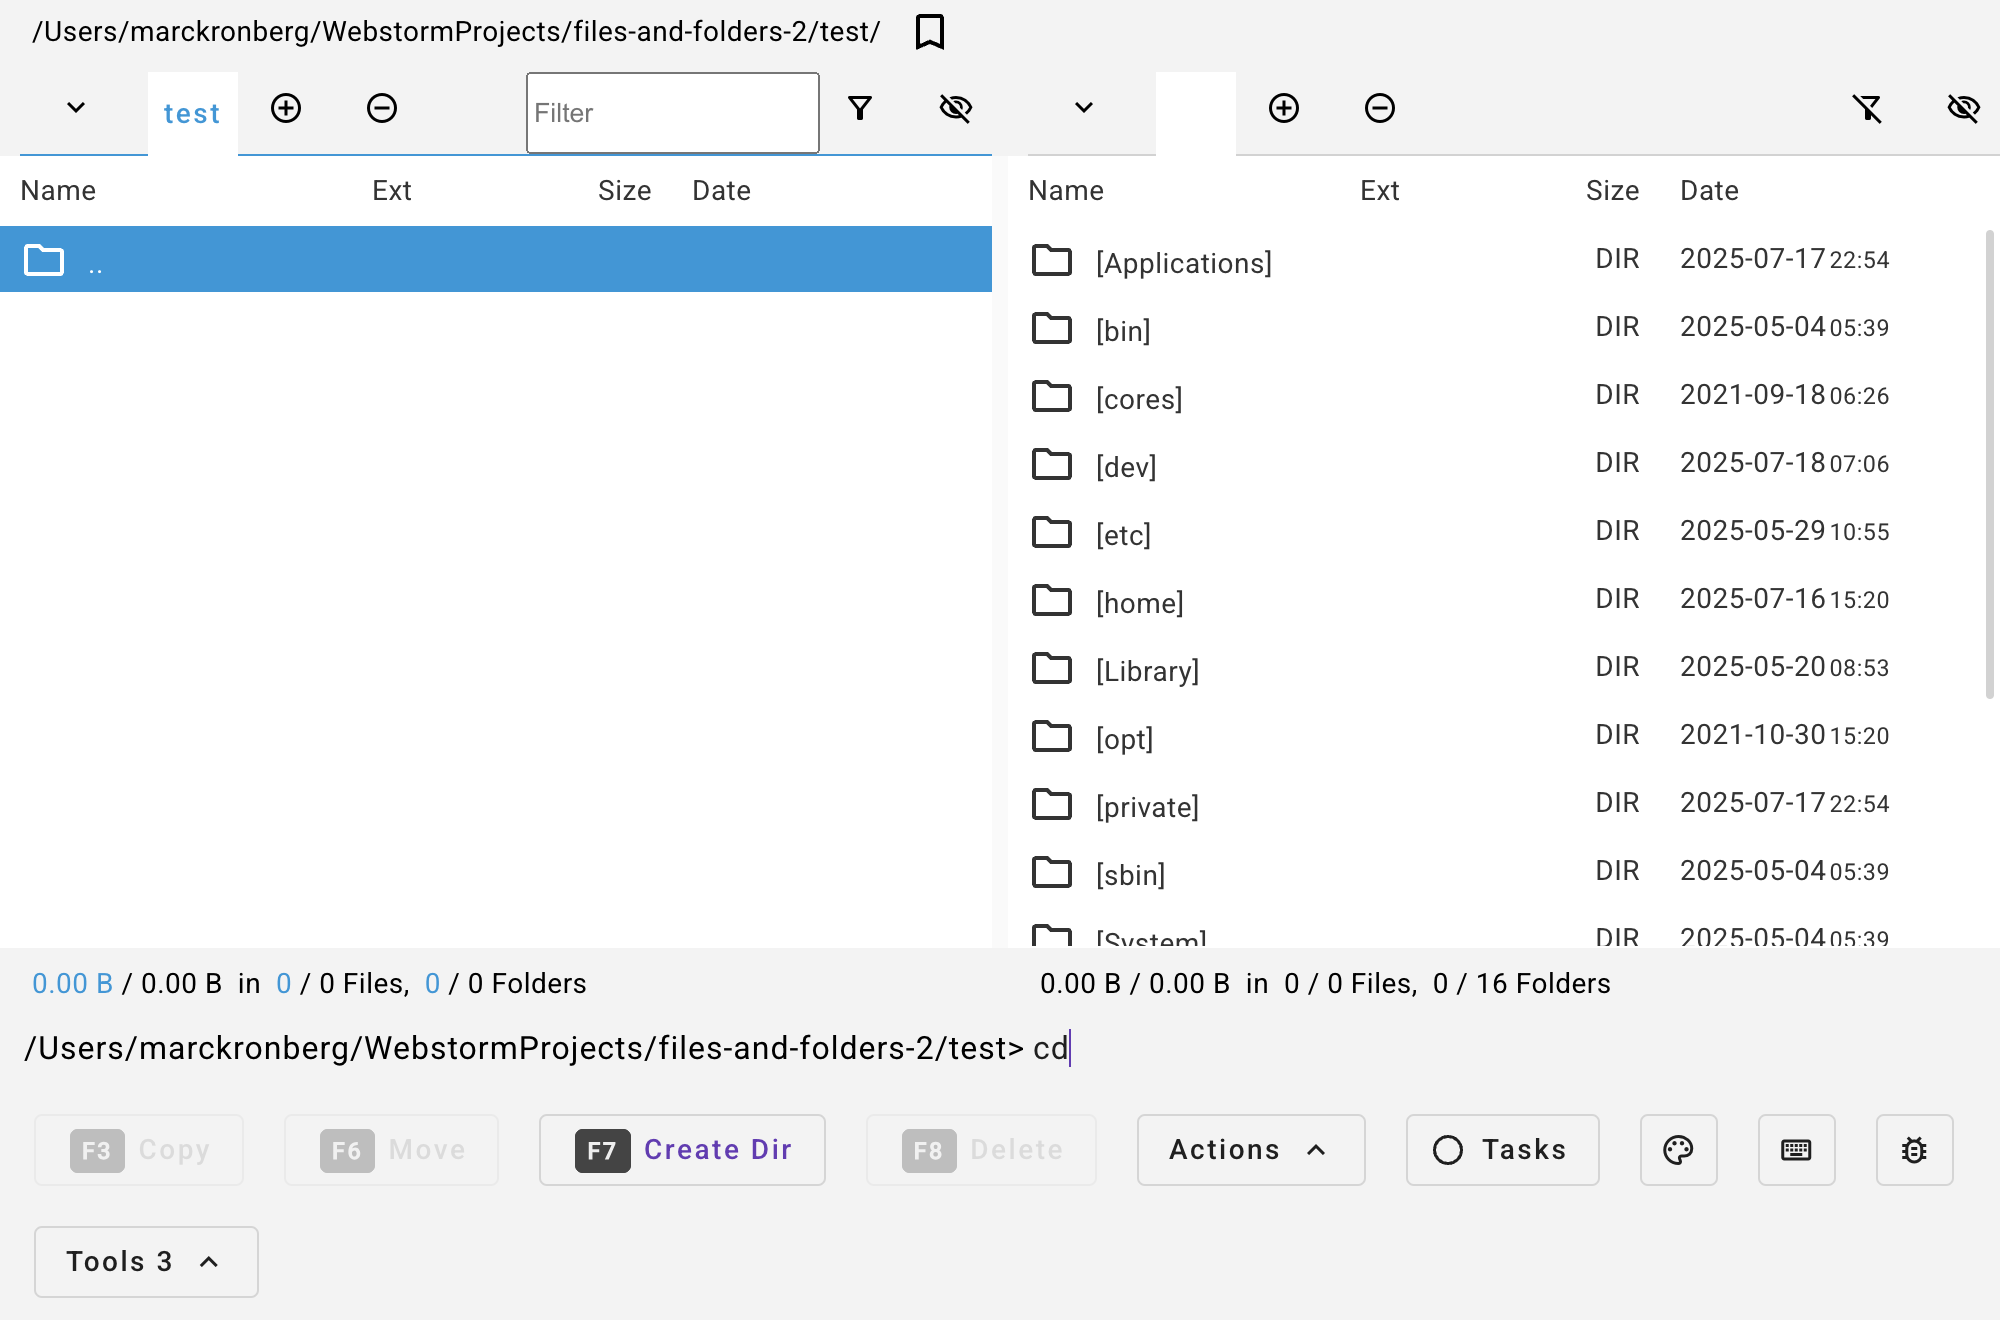 /Users/marckronberg/WebstormProjects/files-and-folders-2/test/
test
Filter
Name Ext Size Date
..
Name Ext Size Date
[Applications] DIR 2025-07-17 22:54
[bin] DIR 2025-05-04 05:39
[cores] DIR 2021-09-18 06:26
[dev] DIR 2025-07-18 07:06
[etc] DIR 2025-05-29 10:55
[home] DIR 2025-07-16 15:20
[Library] DIR 2025-05-20 08:53
[opt] DIR 2021-10-30 15:20
[private] DIR 2025-07-17 22:54
[sbin] DIR 2025-05-04 05:39
[System] DIR 2025-05-04 05:39
0.00 B / 0.00 B in 0 / 0 Files, 0 / 0 Folders
0.00 B / 0.00 B in 0 / 0 Files, 0 / 16 Folders
/Users/marckronberg/WebstormProjects/files-and-folders-2/test> cd
F3 Copy F6 Move F7 Create Dir F8 Delete Actions Tasks
Tools 3